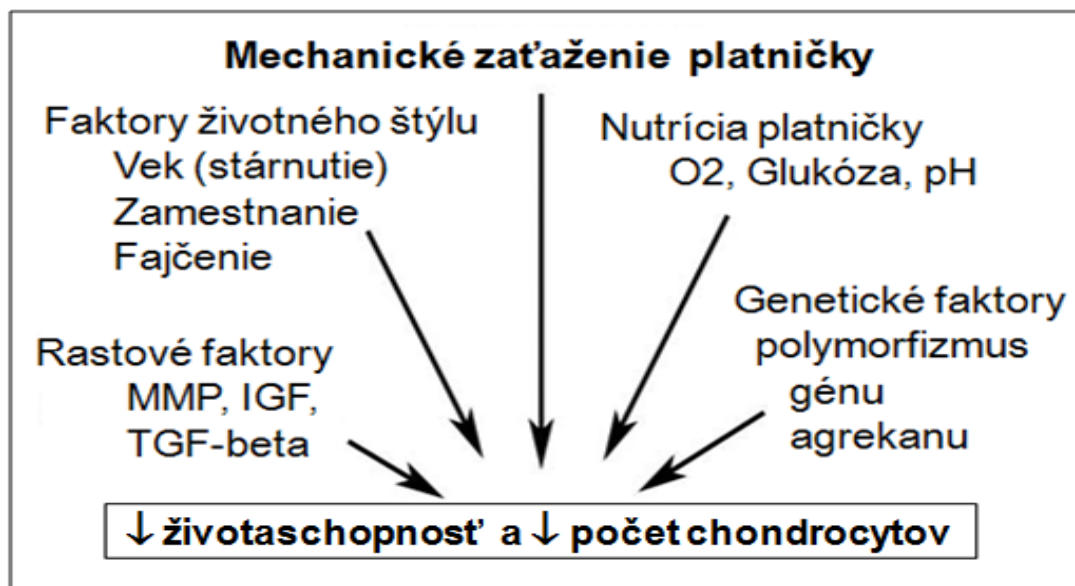 Mechanické zaťaženie platničky
Faktory životného štýlu
Vek (stárnutie)
Zamestnanie
Fajčenie
Nutrícia platničky
O2, Glukóza, pH
Rastové faktory
MMP, IGF,
TGF-beta
Genetické faktory
polymorfizmus
génu
agrekanu
↓ životaschopnosť a ↓ počet chondrocytov